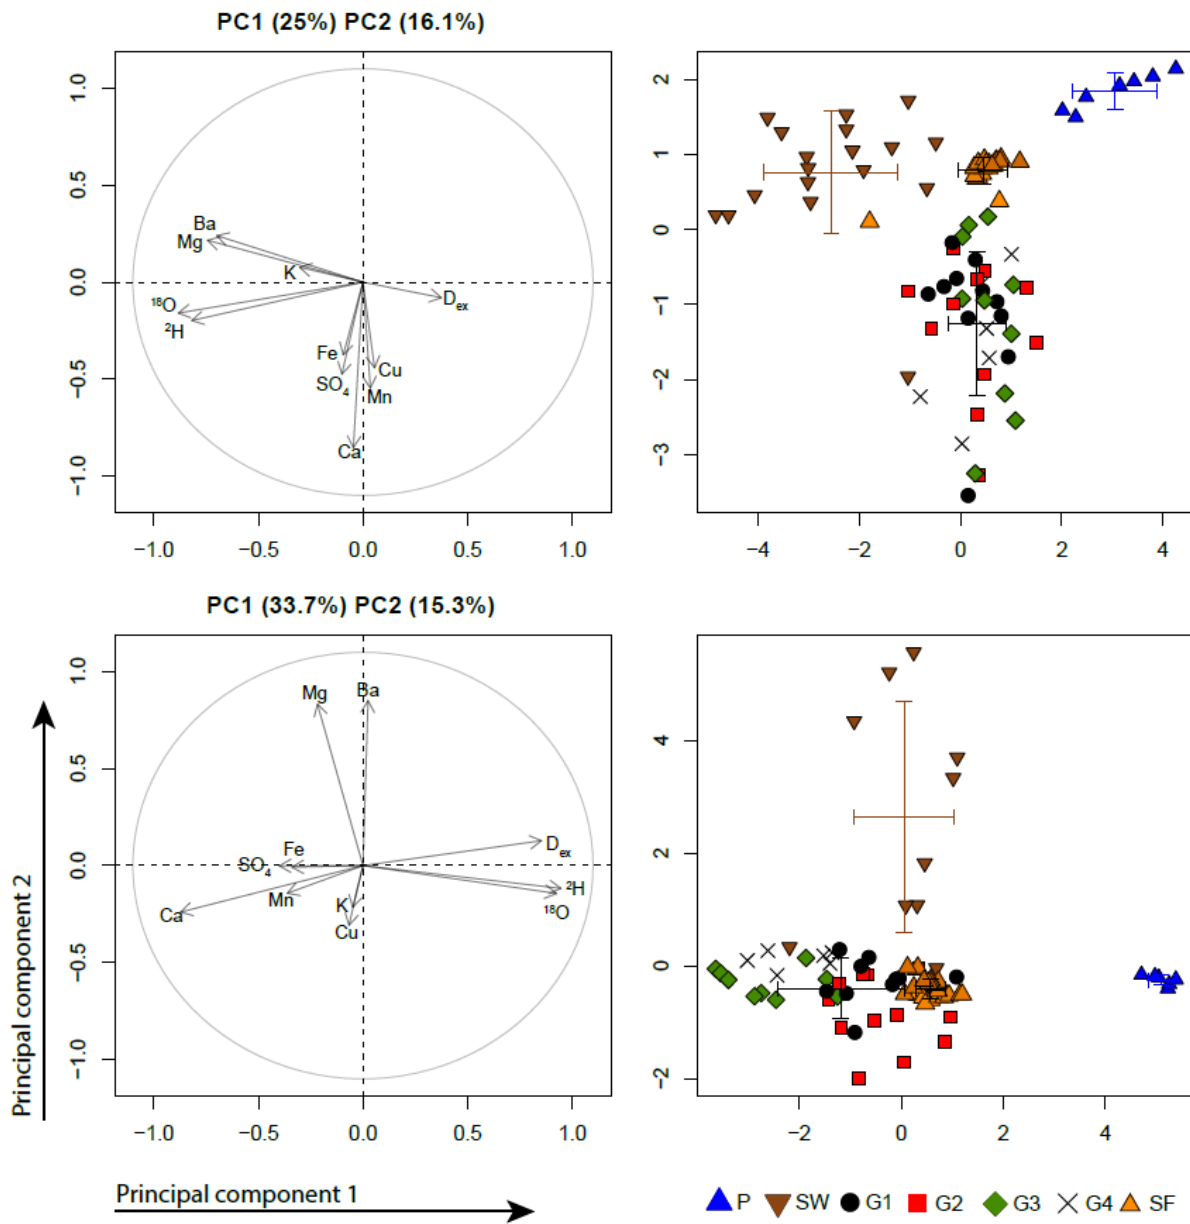 PC1 (25%) PC2 (16.1%)
1.0
0.5
0.0
−0.5
−1.0
Ba
Mg
K
18O
2H
Dex
Fe
SO4
Cu
Mn
Ca
−1.0 −0.5 0.0 0.5 1.0
2
1
0
−1
−2
−3
−4 −2 0 2 4
PC1 (33.7%) PC2 (15.3%)
1.0
0.5
0.0
−0.5
−1.0
Mg Ba
Fe
SO4
Mn
Ca
K
Cu
Dex
2H
18O
−1.0 −0.5 0.0 0.5 1.0
4
2
0
−2
−2 0 2 4
Principal component 2
Principal component 1
P SW G1 G2 G3 G4 SF